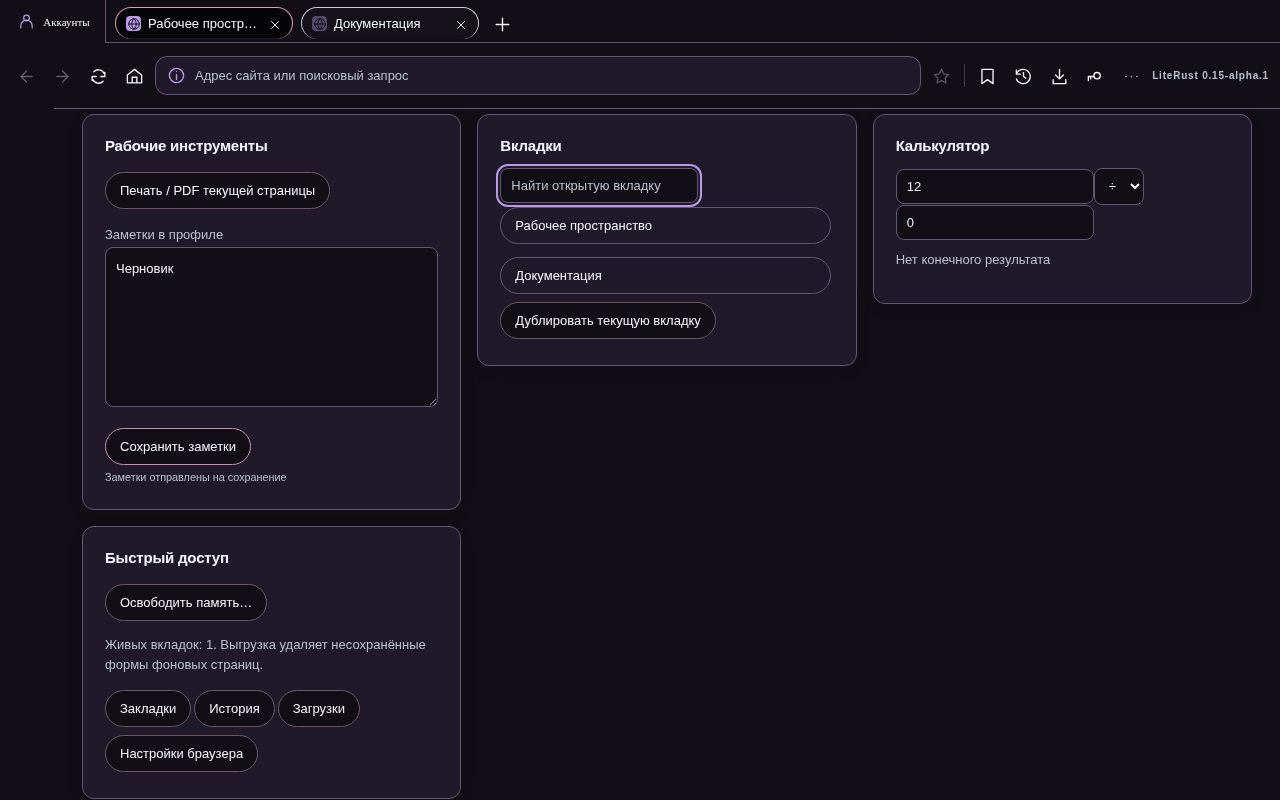 Аккаунты
Рабочее простр…
Документация
Адрес сайта или поисковый запрос
LiteRust 0.15-alpha.1
Рабочие инструменты
Печать / PDF текущей страницы
Заметки в профиле
Черновик
Сохранить заметки
Заметки отправлены на сохранение
Быстрый доступ
Освободить память…
Живых вкладок: 1. Выгрузка удаляет несохранённые
формы фоновых страниц.
Закладки
История
Загрузки
Настройки браузера
Вкладки
Найти открытую вкладку
Рабочее пространство
Документация
Дублировать текущую вкладку
Калькулятор
12
÷
0
Нет конечного результата